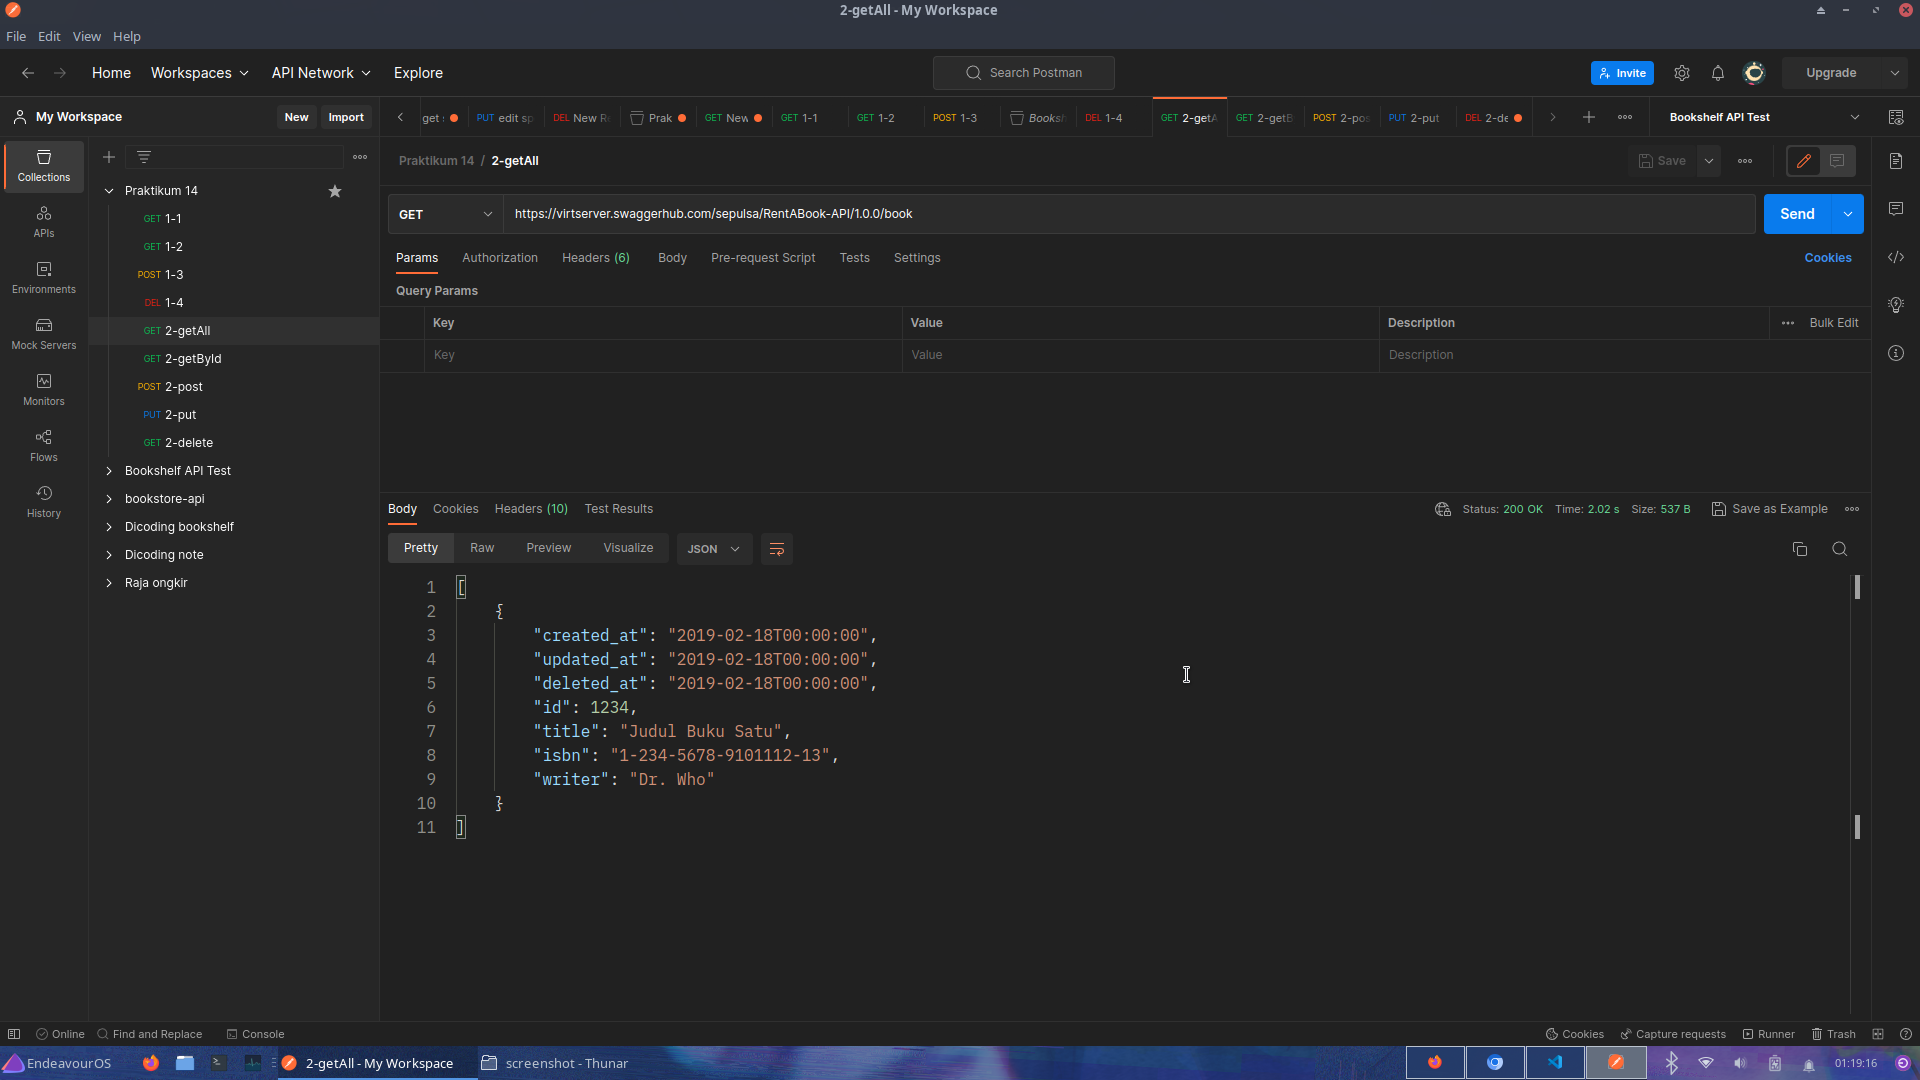 2-getAll - My Workspace
File Edit View Help
Home Workspaces API Network Explore
Search Postman
Invite
Upgrade
My Workspace
New Import
get
PUT edit sp
DEL New R
Prak
GET New
GET 1-1
GET 1-2
POST 1-3
Books
DEL 1-4
GET 2-getA
GET 2-getB
POST 2-pos
PUT 2-put
DEL 2-de
Bookshelf API Test
Collections
APIs
Environments
Mock Servers
Monitors
Flows
History
Praktikum 14
GET 1-1
GET 1-2
POST 1-3
DEL 1-4
GET 2-getAll
GET 2-getById
POST 2-post
PUT 2-put
GET 2-delete
Bookshelf API Test
bookstore-api
Dicoding bookshelf
Dicoding note
Raja ongkir
Praktikum 14 / 2-getAll
Save
GET
https://virtserver.swaggerhub.com/sepulsa/RentABook-API/1.0.0/book
Send
Params Authorization Headers (6) Body Pre-request Script Tests Settings
Cookies
Query Params
Key Value Description Bulk Edit
Key Value Description
Body Cookies Headers (10) Test Results
Status: 200 OK Time: 2.02 s Size: 537 B Save as Example
Pretty Raw Preview Visualize JSON
1 [
2 {
3 "created_at": "2019-02-18T00:00:00",
4 "updated_at": "2019-02-18T00:00:00",
5 "deleted_at": "2019-02-18T00:00:00",
6 "id": 1234,
7 "title": "Judul Buku Satu",
8 "isbn": "1-234-5678-9101112-13",
9 "writer": "Dr. Who"
10 }
11 ]
Online Find and Replace Console
Cookies Capture requests Runner Trash
EndeavourOS
2-getAll - My Workspace
screenshot - Thunar
01:19:16